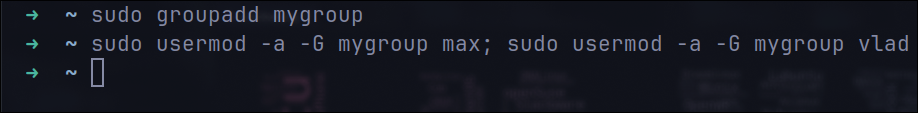 → ~ sudo groupadd mygroup
→ ~ sudo usermod -a -G mygroup max; sudo usermod -a -G mygroup vlad
→ ~